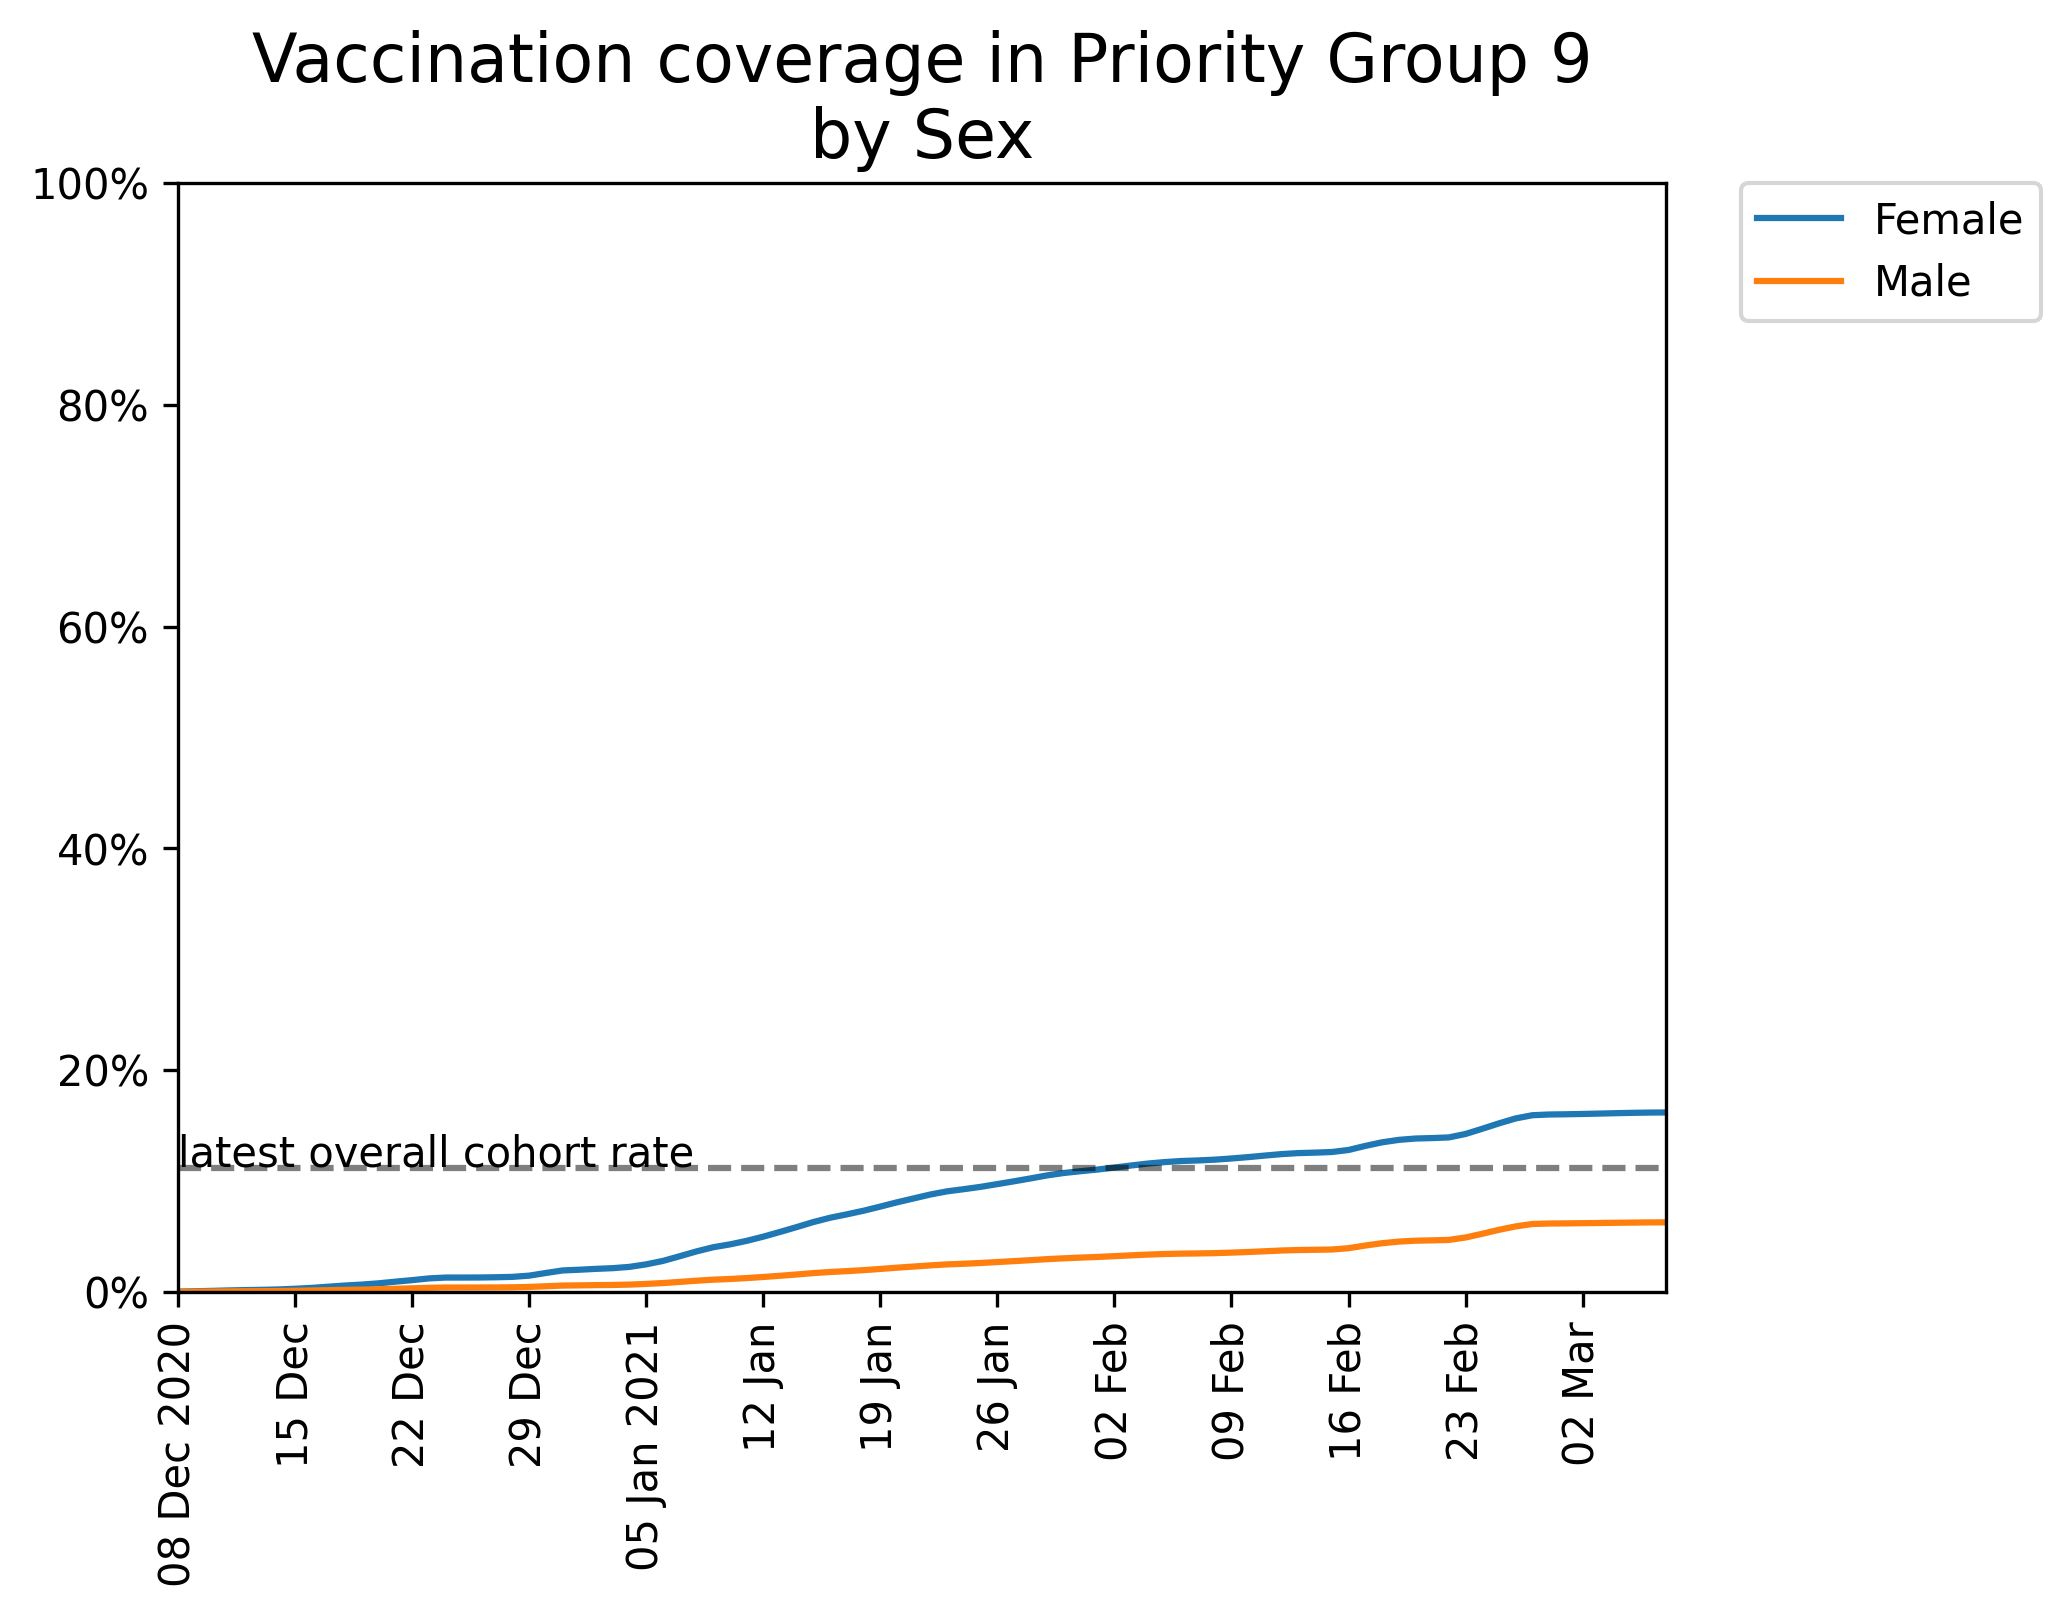 Vaccination coverage in Priority Group 9
by Sex
100%
80%
60%
40%
20%
0%
latest overall cohort rate
Female
Male
08 Dec 2020
15 Dec
22 Dec
29 Dec
05 Jan 2021
12 Jan
19 Jan
26 Jan
02 Feb
09 Feb
16 Feb
23 Feb
02 Mar